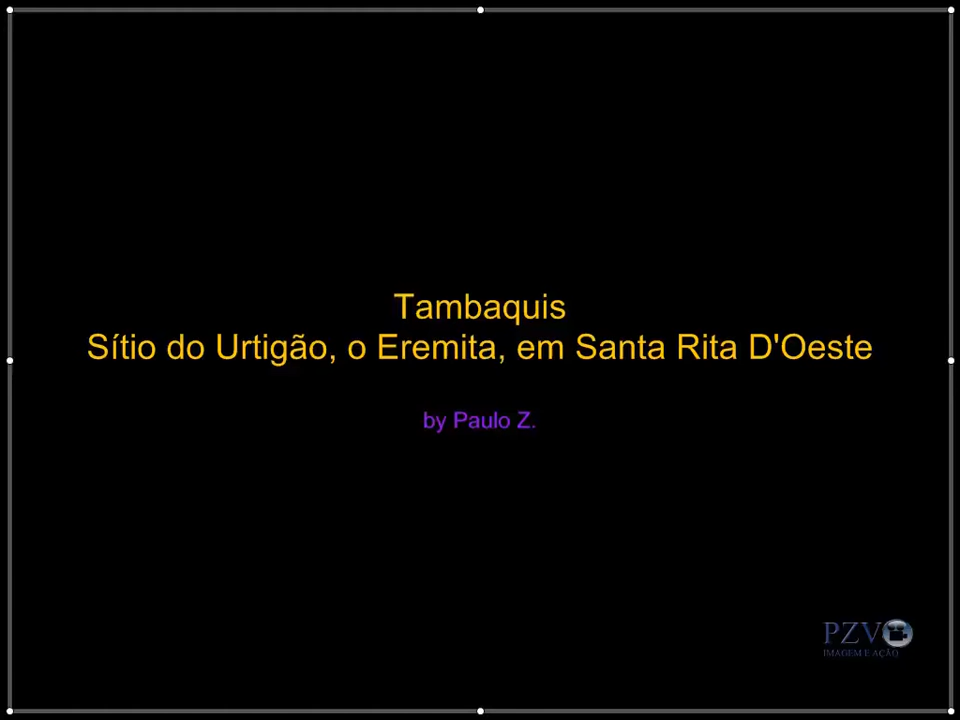 Tambaquis
Sítio do Urtigão, o Eremita, em Santa Rita D'Oeste
by Paulo Z.
PZV
IMAGEM E AÇÃO